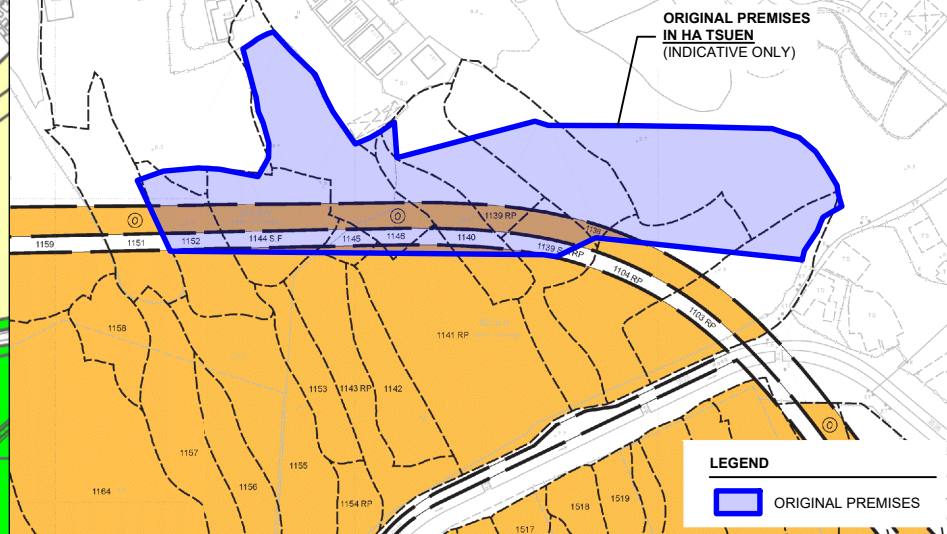 ORIGINAL PREMISES
IN HA TSUEN
(INDICATIVE ONLY)
O
O
1139 RP
1138
1159
1151
1152
1144 S.F
1145
1146
1140
1104 RP
1103 RP
1158
1141 RP
1153
1143 RP
1142
O
1157
1155
1164
1156
1154 RP
1519
1518
1517
LEGEND
ORIGINAL PREMISES